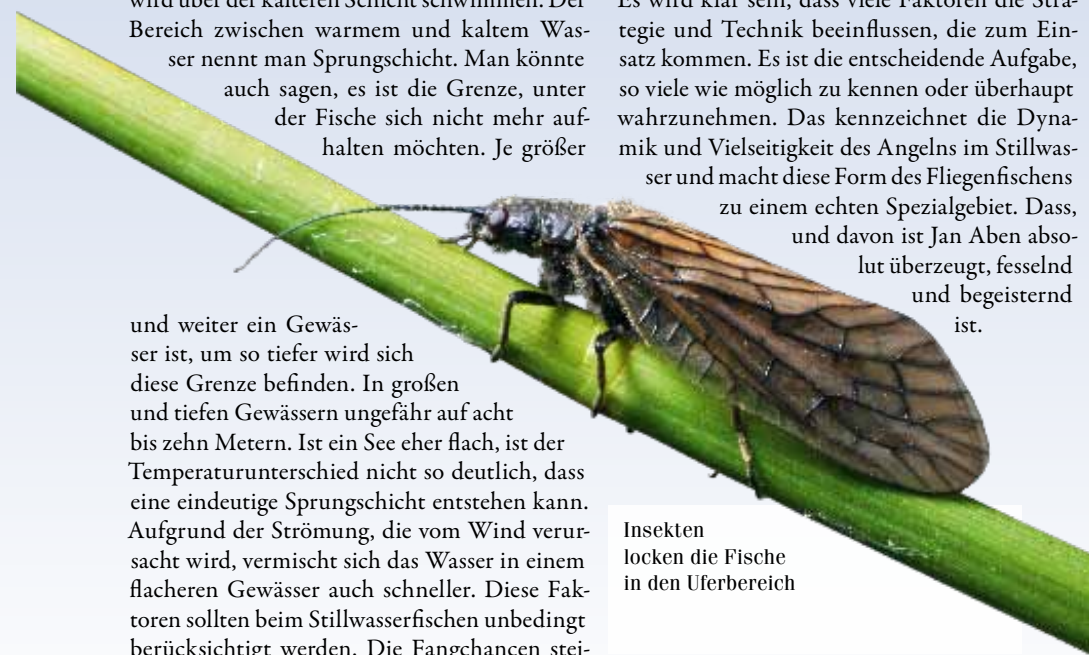 wird über der kälteren Schicht schwimmen. Der
Bereich zwischen warmem und kaltem Was-
ser nennt man Sprungschicht. Man könnte
auch sagen, es ist die Grenze, unter
der Fische sich nicht mehr auf-
halten möchten. Je größer
und weiter ein Gewäs-
ser ist, um so tiefer wird sich
diese Grenze befinden. In großen
und tiefen Gewässern ungefähr auf acht
bis zehn Metern. Ist ein See eher flach, ist der
Temperaturunterschied nicht so deutlich, dass
eine eindeutige Sprungschicht entstehen kann.
Aufgrund der Strömung, die vom Wind verur-
sacht wird, vermischt sich das Wasser in einem
flacheren Gewässer auch schneller. Diese Fak-
toren sollten beim Stillwasserfischen unbedingt
berücksichtigt werden. Die Fangchancen stei-
Es wird klar sein, dass viele Faktoren die Stra-
tegie und Technik beeinflussen, die zum Ein-
satz kommen. Es ist die entscheidende Aufgabe,
so viele wie möglich zu kennen oder überhaupt
wahrzunehmen. Das kennzeichnet die Dyna-
mik und Vielseitigkeit des Angelns im Stillwas-
ser und macht diese Form des Fliegenfischens
zu einem echten Spezialgebiet. Dass,
und davon ist Jan Aben abso-
lut überzeugt, fesselnd
und begeisternd
ist.
Insekten
locken die Fische
in den Uferbereich